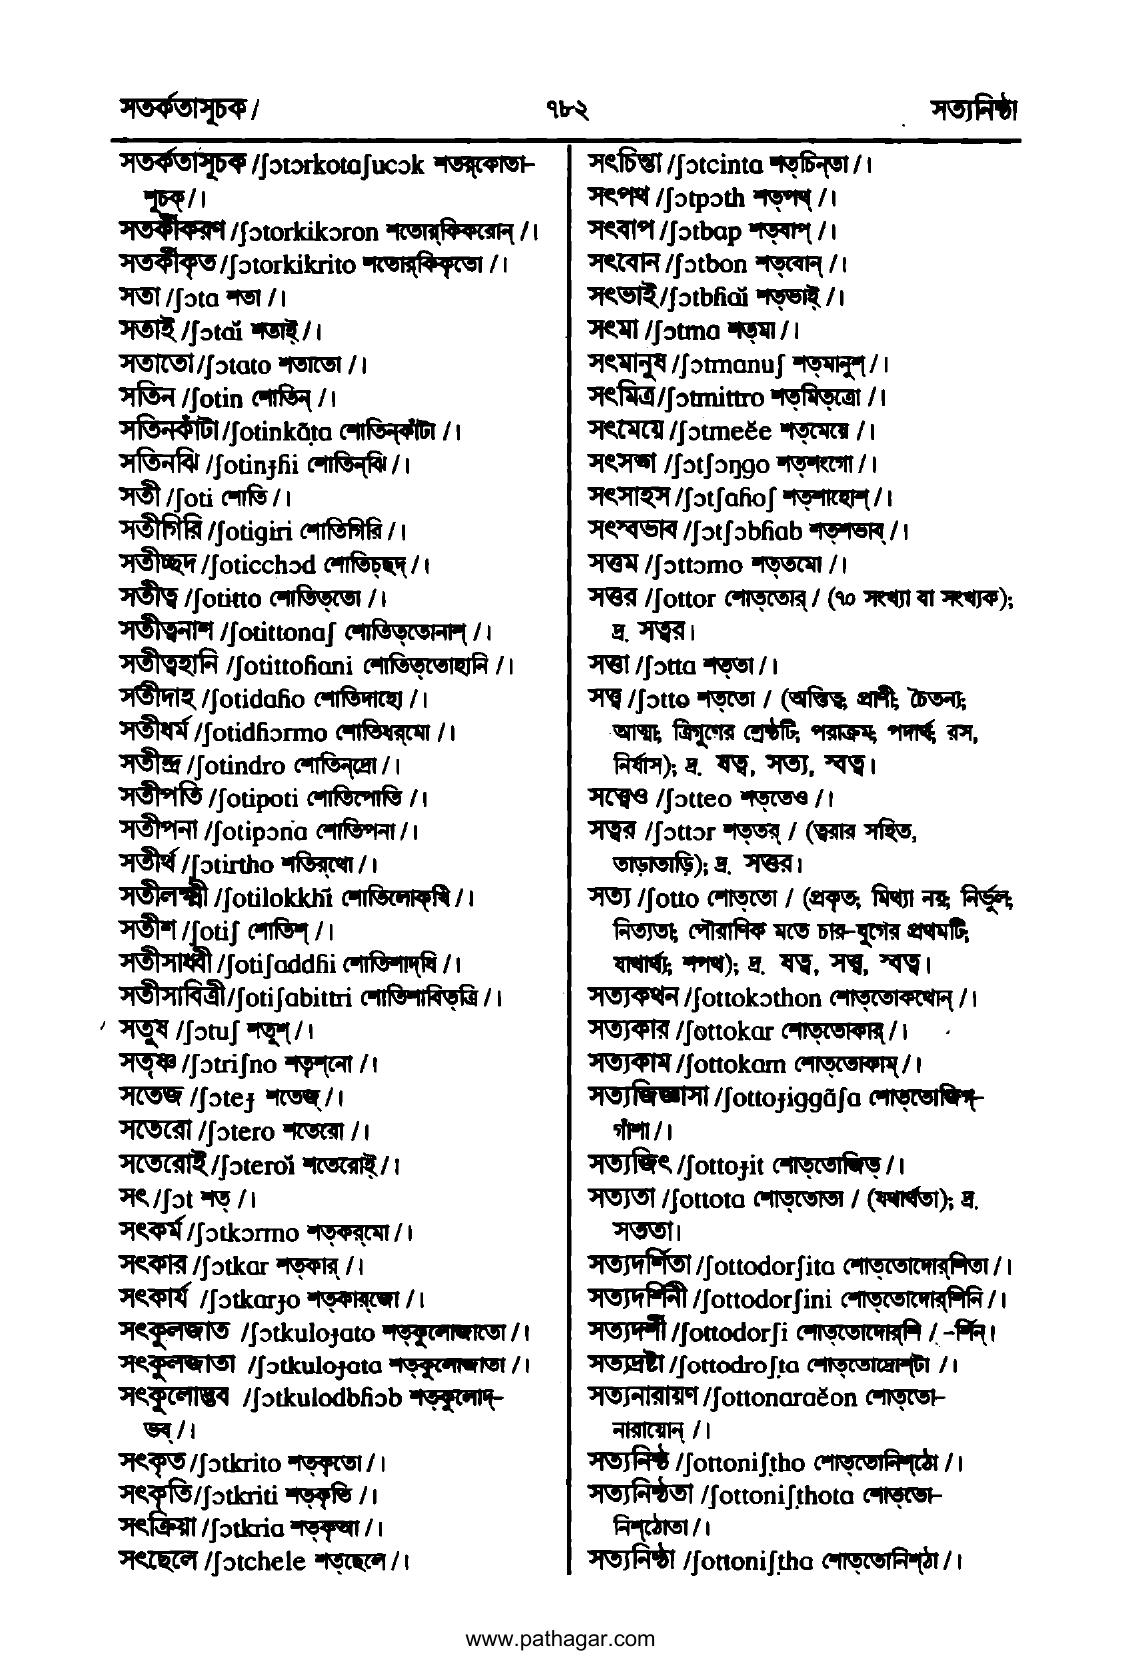 সতর্কতাসূচক / ৭৮২ সত্যনিষ্ঠা
সতর্কতাসূচক /ʃɔtɔrkotaʃucɔk শতর্‌কোতা-
শূচক্‌/।
সতর্কীকরণ /ʃɔtorkikɔron শতোর্‌কিকরোন্‌ /।
সতর্কীকৃত /ʃɔtorkikrito শতোর্‌কিকৃতো /।
সতা /ʃɔta শতা /।
সতাই /ʃɔtaĭ শতাই্‌ /।
সতাতো /ʃɔtato শতাতো /।
সতিন /ʃotin শোতিন্‌ /।
সতিনকাঁটা /ʃotinkãṭa শোতিন্‌কাঁটা /।
সতিনঝি /ʃotinɟɦi শোতিন্‌ঝি /।
সতী /ʃoti শোতি /।
সতীগিরি /ʃotigiri শোতিগিরি /।
সতীচ্ছদ /ʃoticchɔd শোতিচ্‌ছদ্‌ /।
সতীত্ব /ʃotitto শোতিত্‌তো /।
সতীত্বনাশ /ʃotittonaʃ শোতিত্‌তোনাশ্‌ /।
সতীত্বহানি /ʃotittoɦani শোতিত্‌তোহানি /।
সতীদাহ /ʃotidaɦo শোতিদাহো /।
সতীধর্ম /ʃotidɦɔrmo শোতিধর্‌মো /।
সতীন্দ্র /ʃotindro শোতিন্‌দ্রো /।
সতীপতি /ʃotipoti শোতিপোতি /।
সতীপনা /ʃotipɔna শোতিপনা /।
সতীর্থ /ʃɔtirtho শতির্‌থো /।
সতীলক্ষ্মী /ʃotilokkhĩ শোতিলোক্‌খিঁ /।
সতীশ /ʃotiʃ শোতিশ্‌ /।
সতীসাধ্বী /ʃotiʃaddɦi শোতিশাদ্‌ধি /।
সতীসাবিত্রী /ʃotiʃabittri শোতিশাবিত্‌ত্রি /।
সতুষ /ʃɔtuʃ শতুশ্‌ /।
সতৃষ্ণ /ʃɔtriʃno শতৃশ্‌নো /।
সতেজ /ʃɔteɟ শতেজ্‌ /।
সতেরো /ʃɔtero শতেরো /।
সতেরোই /ʃɔteroĭ শতেরোই্‌ /।
সৎ /ʃɔt শত্‌ /।
সৎকর্ম /ʃɔtkɔrmo শত্‌কর্‌মো /।
সৎকার /ʃɔtkar শত্‌কার্‌ /।
সৎকার্য /ʃɔtkarɟo শত্‌কার্‌জো /।
সৎকুলজাত /ʃɔtkuloɟato শত্‌কুলোজাতো /।
সৎকুলজাতা /ʃɔtkuloɟata শত্‌কুলোজাতা /।
সৎকুলোদ্ভব /ʃɔtkulodbɦɔb শত্‌কুলোদ্‌-
ভব্‌ /।
সৎকৃত /ʃɔtkrito শত্‌কৃতো /।
সৎকৃতি /ʃɔtkriti শত্‌কৃতি /।
সৎক্রিয়া /ʃɔtkria শত্‌কৃআ /।
সৎছেলে /ʃɔtchele শত্‌ছেলে /।
সৎচিন্তা /ʃɔtcinta শত্‌চিন্‌তা /।
সৎপথ /ʃɔtpɔth শত্‌পথ্‌ /।
সৎবাপ /ʃɔtbap শত্‌বাপ্‌ /।
সৎবোন /ʃɔtbon শত্‌বোন্‌ /।
সৎভাই /ʃɔtbɦaĭ শত্‌ভাই্‌ /।
সৎমা /ʃɔtma শত্‌মা /।
সৎমানুষ /ʃɔtmanuʃ শত্‌মানুশ্‌ /।
সৎমিত্র /ʃɔtmittro শত্‌মিত্‌ত্রো /।
সৎমেয়ে /ʃɔtmeĕe শত্‌মেয়ে /।
সৎসঙ্গ /ʃɔtʃɔŋgo শত্‌শংগো /।
সৎসাহস /ʃɔtʃaɦoʃ শত্‌শাহোশ্‌ /।
সৎস্বভাব /ʃɔtʃɔbɦab শত্‌শভাব্‌ /।
সত্তম /ʃɔttɔmo শত্‌তমো /।
সত্তর /ʃottor শোত্‌তোর্‌ / (৭০ সংখ্যা বা সংখ্যক);
দ্র. সত্বর।
সত্তা /ʃɔtta শত্‌তা /।
সত্ত্ব /ʃɔtto শত্‌তো / (অস্তিত্ব; প্রাণী; চৈতন্য;
আত্মা; ত্রিগুণের শ্রেষ্ঠটি; পরাক্রম; পদার্থ; রস,
নির্যাস); দ্র. ষত্ব, সত্য, স্বত্ব।
সত্ত্বেও /ʃɔtteo শত্‌তেও /।
সত্বর /ʃɔttɔr শত্‌তর্‌ / (ত্বরার সহিত,
তাড়াতাড়ি); দ্র. সত্তর।
সত্য /ʃotto শোত্‌তো / (প্রকৃত; মিথ্যা নয়; নির্ভুল;
নিত্যতা; পৌরাণিক মতে চার-যুগের প্রথমটি;
যাথার্থ্য; শপথ); দ্র. ষত্ব, সত্ত্ব, স্বত্ব।
সত্যকথন /ʃottokɔthon শোত্‌তোকথোন্‌ /।
সত্যকার /ʃottokar শোত্‌তোকার্‌ /।
সত্যকাম /ʃottokam শোত্‌তোকাম্‌ /।
সত্যজিজ্ঞাসা /ʃottoɟiggãʃa শোত্‌তোজিগ্‌-
গাঁশা /।
সত্যজিৎ /ʃottoɟit শোত্‌তোজিত্‌ /।
সত্যতা /ʃottota শোত্‌তোতা / (যথার্থতা); দ্র.
সততা।
সত্যদর্শিতা /ʃottodorʃita শোত্‌তোদোর্‌শিতা /।
সত্যদর্শিনী /ʃottodorʃini শোত্‌তোদোর্‌শিনি /।
সত্যদর্শী /ʃottodorʃi শোত্‌তোদোর্‌শি /, -র্শিন্‌।
সত্যদ্রষ্টা /ʃottodroʃṭa শোত্‌তোদ্রোশ্‌টা /।
সত্যনারায়ণ /ʃottonaraĕon শোত্‌তো-
নারায়োন্‌ /।
সত্যনিষ্ঠ /ʃottoniʃṭho শোত্‌তোনিশ্‌ঠো /।
সত্যনিষ্ঠতা /ʃottoniʃṭhota শোত্‌তো-
নিশ্‌ঠোতা /।
সত্যনিষ্ঠা /ʃottoniʃṭha শোত্‌তোনিশ্‌ঠা /।
www.pathagar.com